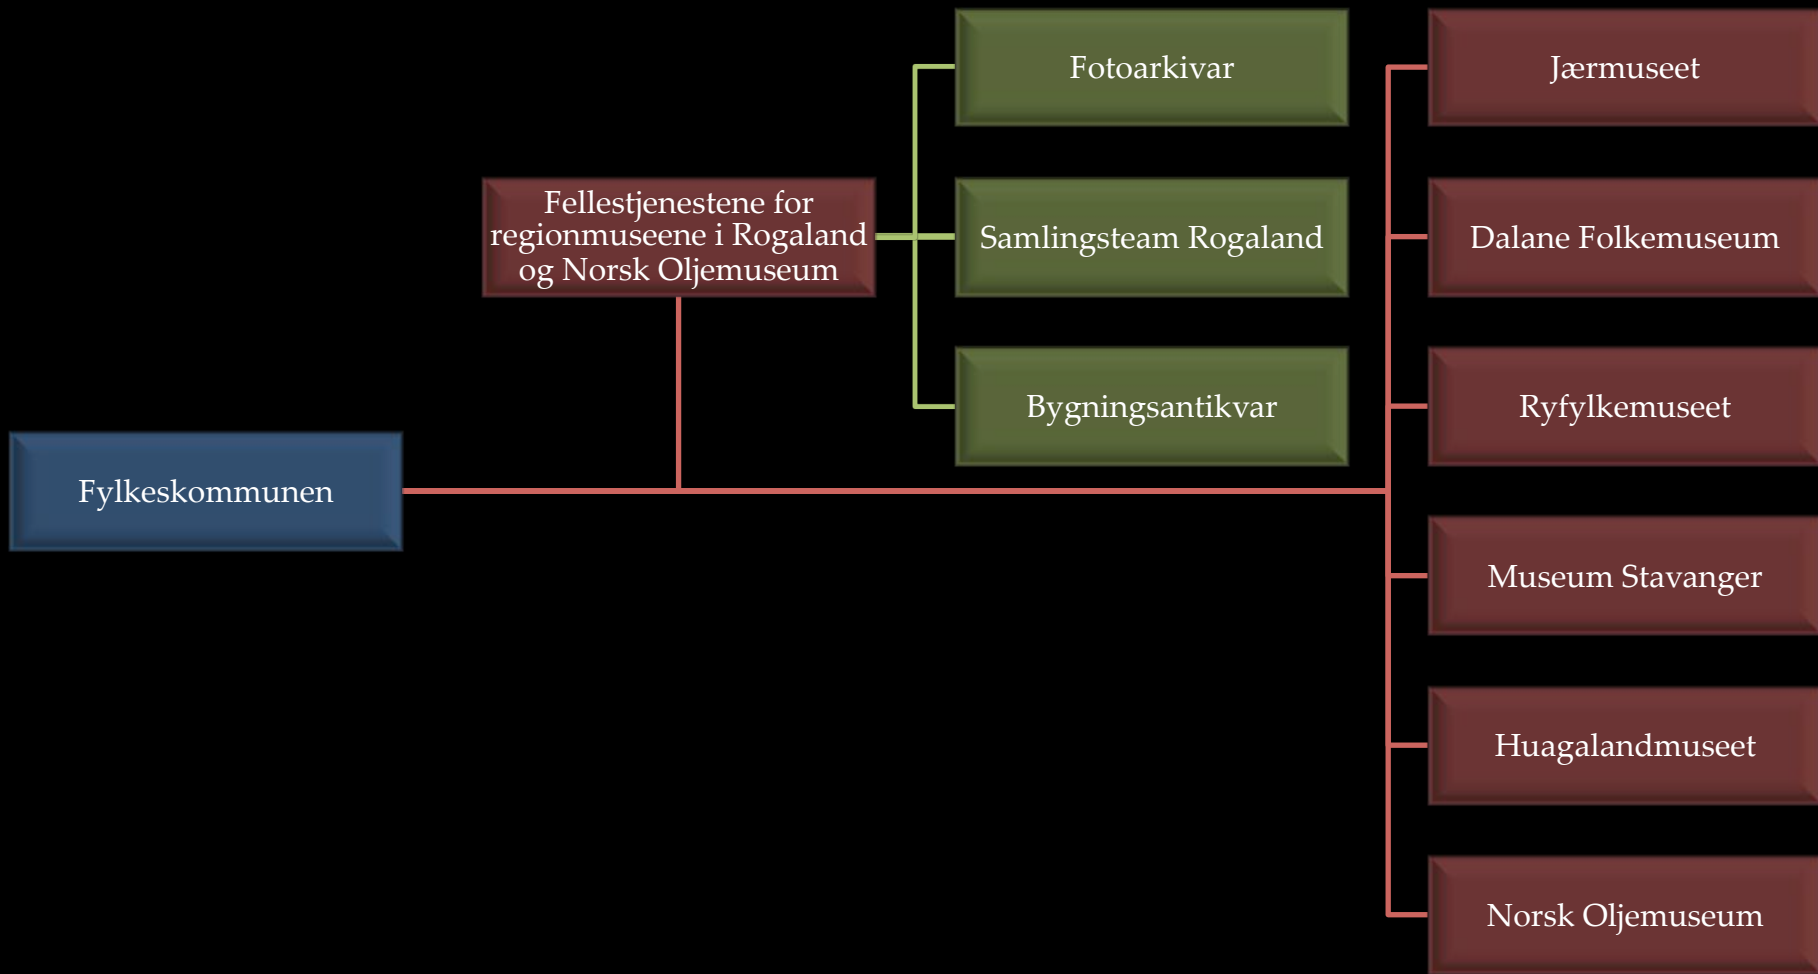 Fylkeskommunen
Fellestjenestene for
regionmuseene i Rogaland
og Norsk Oljemuseum
Fotoarkivar
Samlingsteam Rogaland
Bygningsantikvar
Jærmuseet
Dalane Folkemuseum
Ryfylkemuseet
Museum Stavanger
Huagalandmuseet
Norsk Oljemuseum